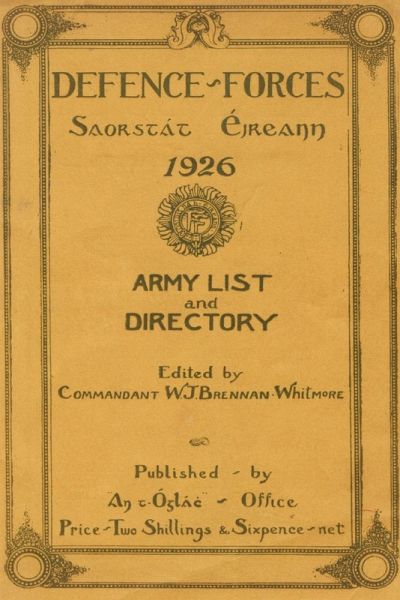 DEFENCE~FORCES
Saorstát Éireann
1926
ARMY LIST
and
DIRECTORY
Edited by
COMMANDANT W.J. BRENNAN-WHITMORE
Published - by
An t-Óglác ~ Office
Price-Two Shillings & Sixpence-net